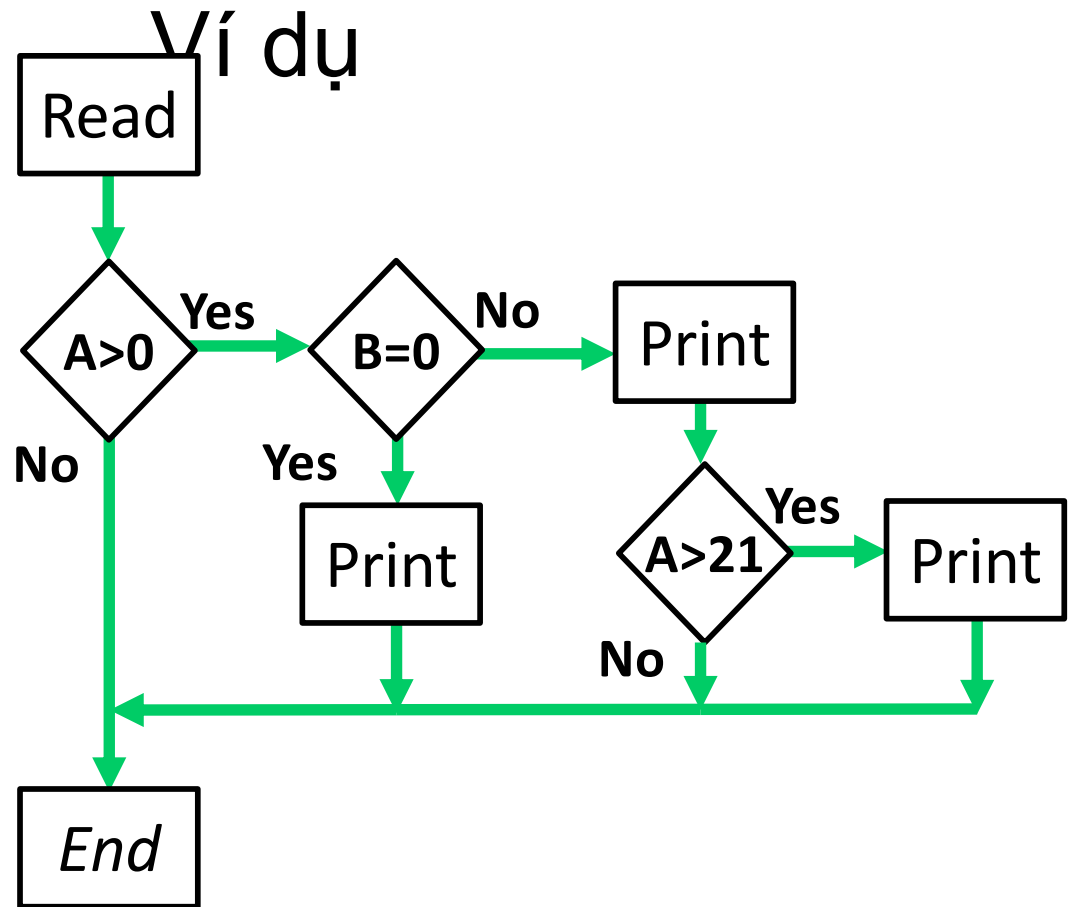 Ví dụ
Read
A>0
Yes
B=0
No
Print
No
Yes
Print
A>21
Yes
Print
No
End